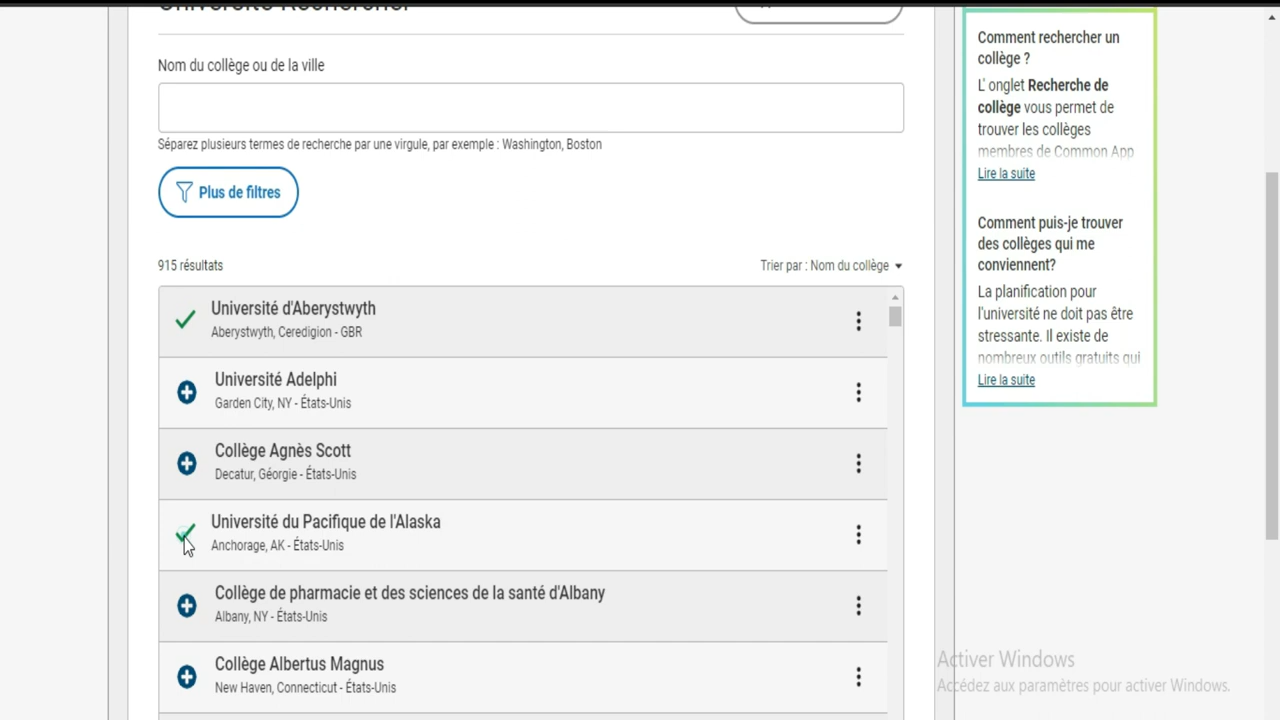 Université Rechercher
Nom du collège ou de la ville
Séparez plusieurs termes de recherche par une virgule, par exemple : Washington, Boston
Plus de filtres
915 résultats
Trier par : Nom du collège
Université d'Aberystwyth
Aberystwyth, Ceredigion - GBR
Université Adelphi
Garden City, NY - États-Unis
Collège Agnès Scott
Decatur, Géorgie - États-Unis
Université du Pacifique de l'Alaska
Anchorage, AK - États-Unis
Collège de pharmacie et des sciences de la santé d'Albany
Albany, NY - États-Unis
Collège Albertus Magnus
New Haven, Connecticut - États-Unis
Comment rechercher un
collège ?
L' onglet Recherche de
collège vous permet de
trouver les collèges
membres de Common App
Lire la suite
Comment puis-je trouver
des collèges qui me
conviennent?
La planification pour
l'université ne doit pas être
stressante. Il existe de
nombreux outils gratuits qui
Lire la suite
Activer Windows
Accédez aux paramètres pour activer Windows.